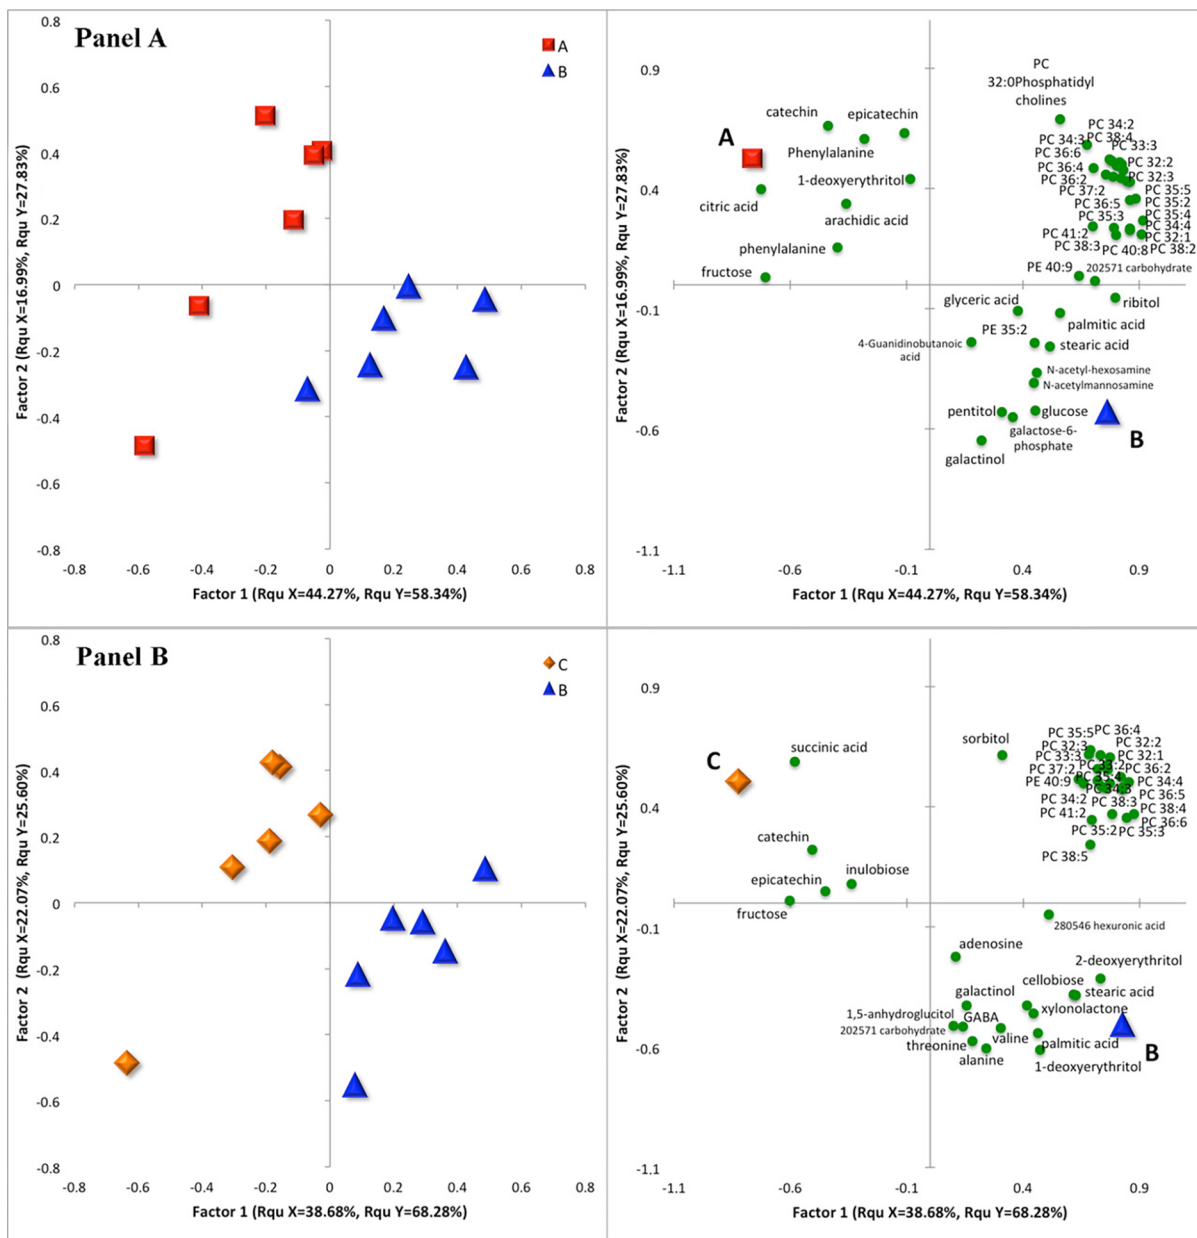 Panel A
A
B
0.8
0.6
0.4
0.2
0
-0.2
-0.4
-0.6
-0.8
-0.8
-0.6
-0.4
-0.2
0
0.2
0.4
0.6
0.8
Factor 2 (Rqu X=16.99%, Rqu Y=27.83%)
Factor 1 (Rqu X=44.27%, Rqu Y=58.34%)
0.9
0.4
-0.1
-0.6
-1.1
-1.1
-0.6
-0.1
0.4
0.9
Factor 2 (Rqu X=16.99%, Rqu Y=27.83%)
Factor 1 (Rqu X=44.27%, Rqu Y=58.34%)
A
catechin
epicatechin
Phenylalanine
1-deoxyerythritol
citric acid
arachidic acid
phenylalanine
fructose
PC
32:0Phosphatidyl
cholines
PC 34:2
PC 34:3
PC 38:4
PC 33:3
PC 36:6
PC 32:2
PC 36:4
PC 32:3
PC 36:2
PC 37:2
PC 35:5
PC 36:5
PC 35:2
PC 35:3
PC 35:4
PC 41:2
PC 34:4
PC 32:1
PC 38:3
PC 40:8
PC 38:2
PE 40:9
202571 carbohydrate
glyceric acid
ribitol
palmitic acid
PE 35:2
4-Guanidinobutanoic
acid
stearic acid
N-acetyl-hexosamine
N-acetylmannosamine
pentitol
glucose
galactose-6-
phosphate
galactinol
B
Panel B
C
B
0.8
0.6
0.4
0.2
0
-0.2
-0.4
-0.6
-0.8
-0.8
-0.6
-0.4
-0.2
0
0.2
0.4
0.6
0.8
Factor 2 (Rqu X=22.07%, Rqu Y=25.60%)
Factor 1 (Rqu X=38.68%, Rqu Y=68.28%)
0.9
0.4
-0.1
-0.6
-1.1
-1.1
-0.6
-0.1
0.4
0.9
Factor 2 (Rqu X=22.07%, Rqu Y=25.60%)
Factor 1 (Rqu X=38.68%, Rqu Y=68.28%)
C
succinic acid
catechin
epicatechin
inulobiose
fructose
sorbitol
PC 35:5
PC 36:4
PC 32:3
PC 32:2
PC 33:3
PC 32:1
PC 37:2
PC 33:2
PC 36:2
PE 40:9
PC 35:4
PC 34:4
PC 34:3
PC 36:5
PC 34:2
PC 38:3
PC 38:4
PC 41:2
PC 36:6
PC 35:2
PC 35:3
PC 38:5
280546 hexuronic acid
adenosine
2-deoxyerythritol
cellobiose
galactinol
stearic acid
xylonolactone
1,5-anhydroglucitol
GABA
202571 carbohydrate
valine
threonine
palmitic acid
alanine
1-deoxyerythritol
B